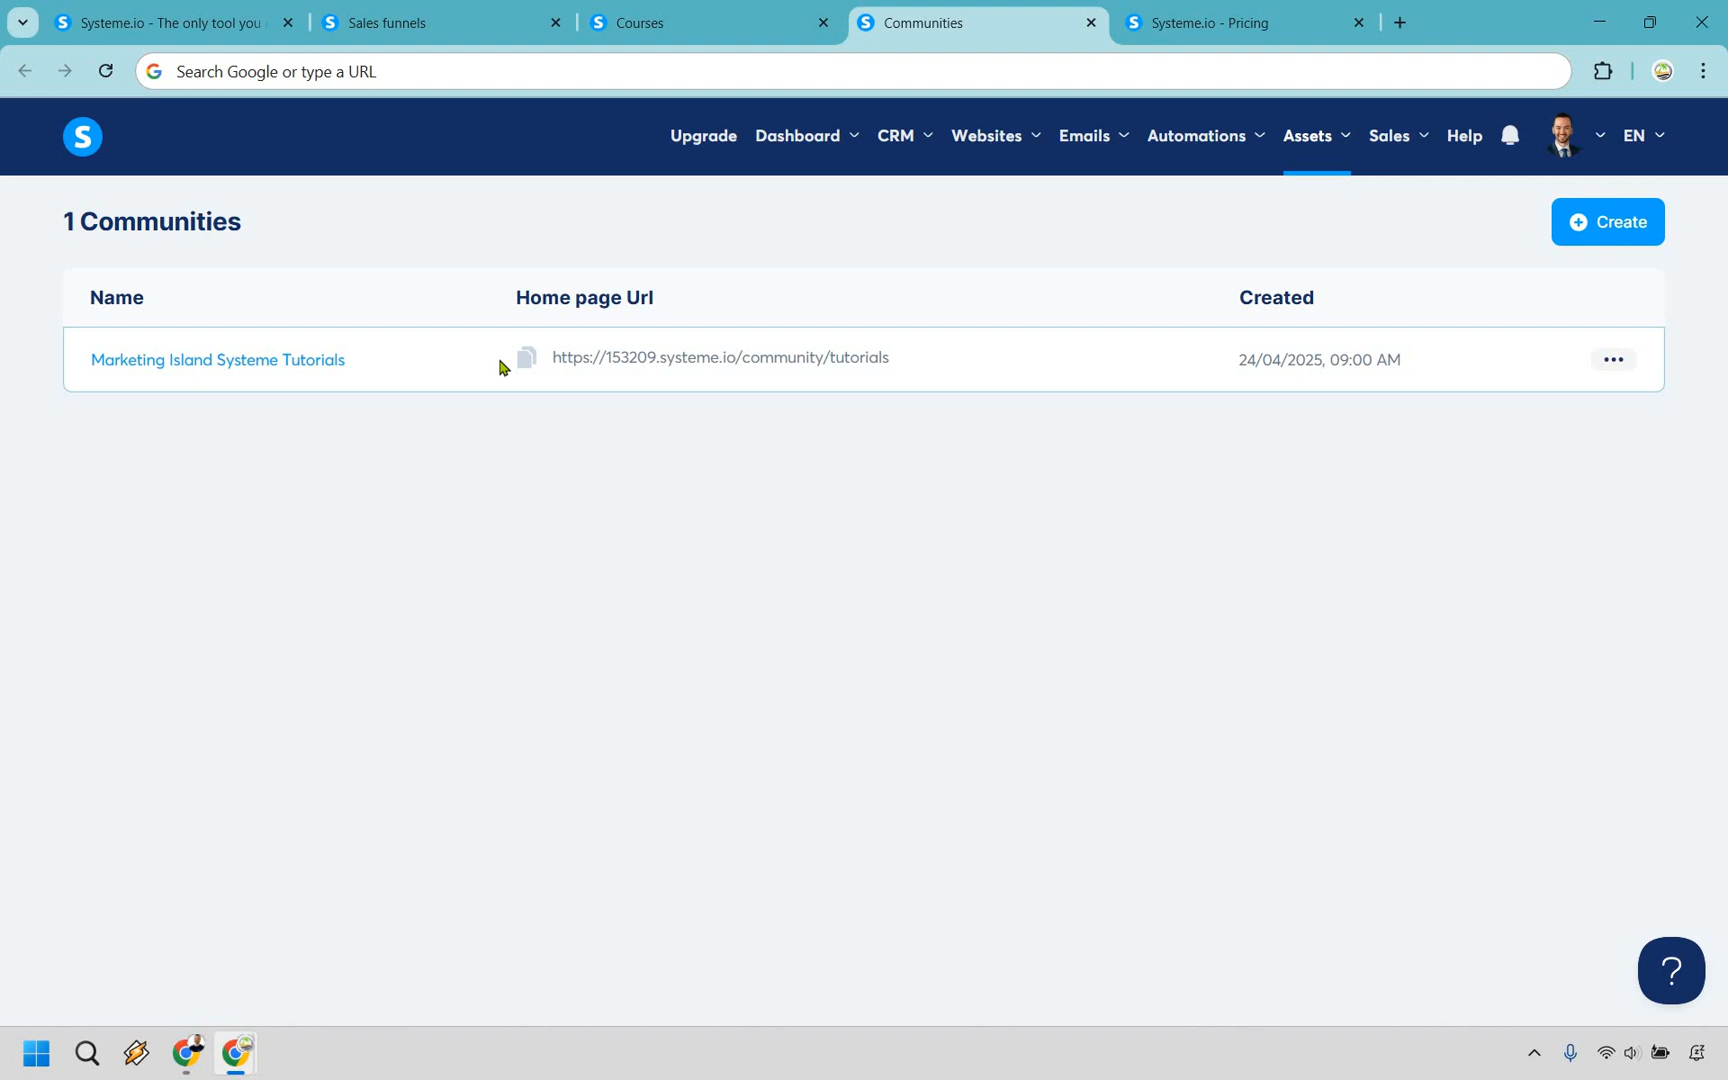 Systeme.io - The only tool you
Sales funnels
Courses
Communities
Systeme.io - Pricing
Search Google or type a URL
S
Upgrade
Dashboard
CRM
Websites
Emails
Automations
Assets
Sales
Help
EN
1 Communities
Create
Name
Home page Url
Created
Marketing Island Systeme Tutorials
https://153209.systeme.io/community/tutorials
24/04/2025, 09:00 AM
?